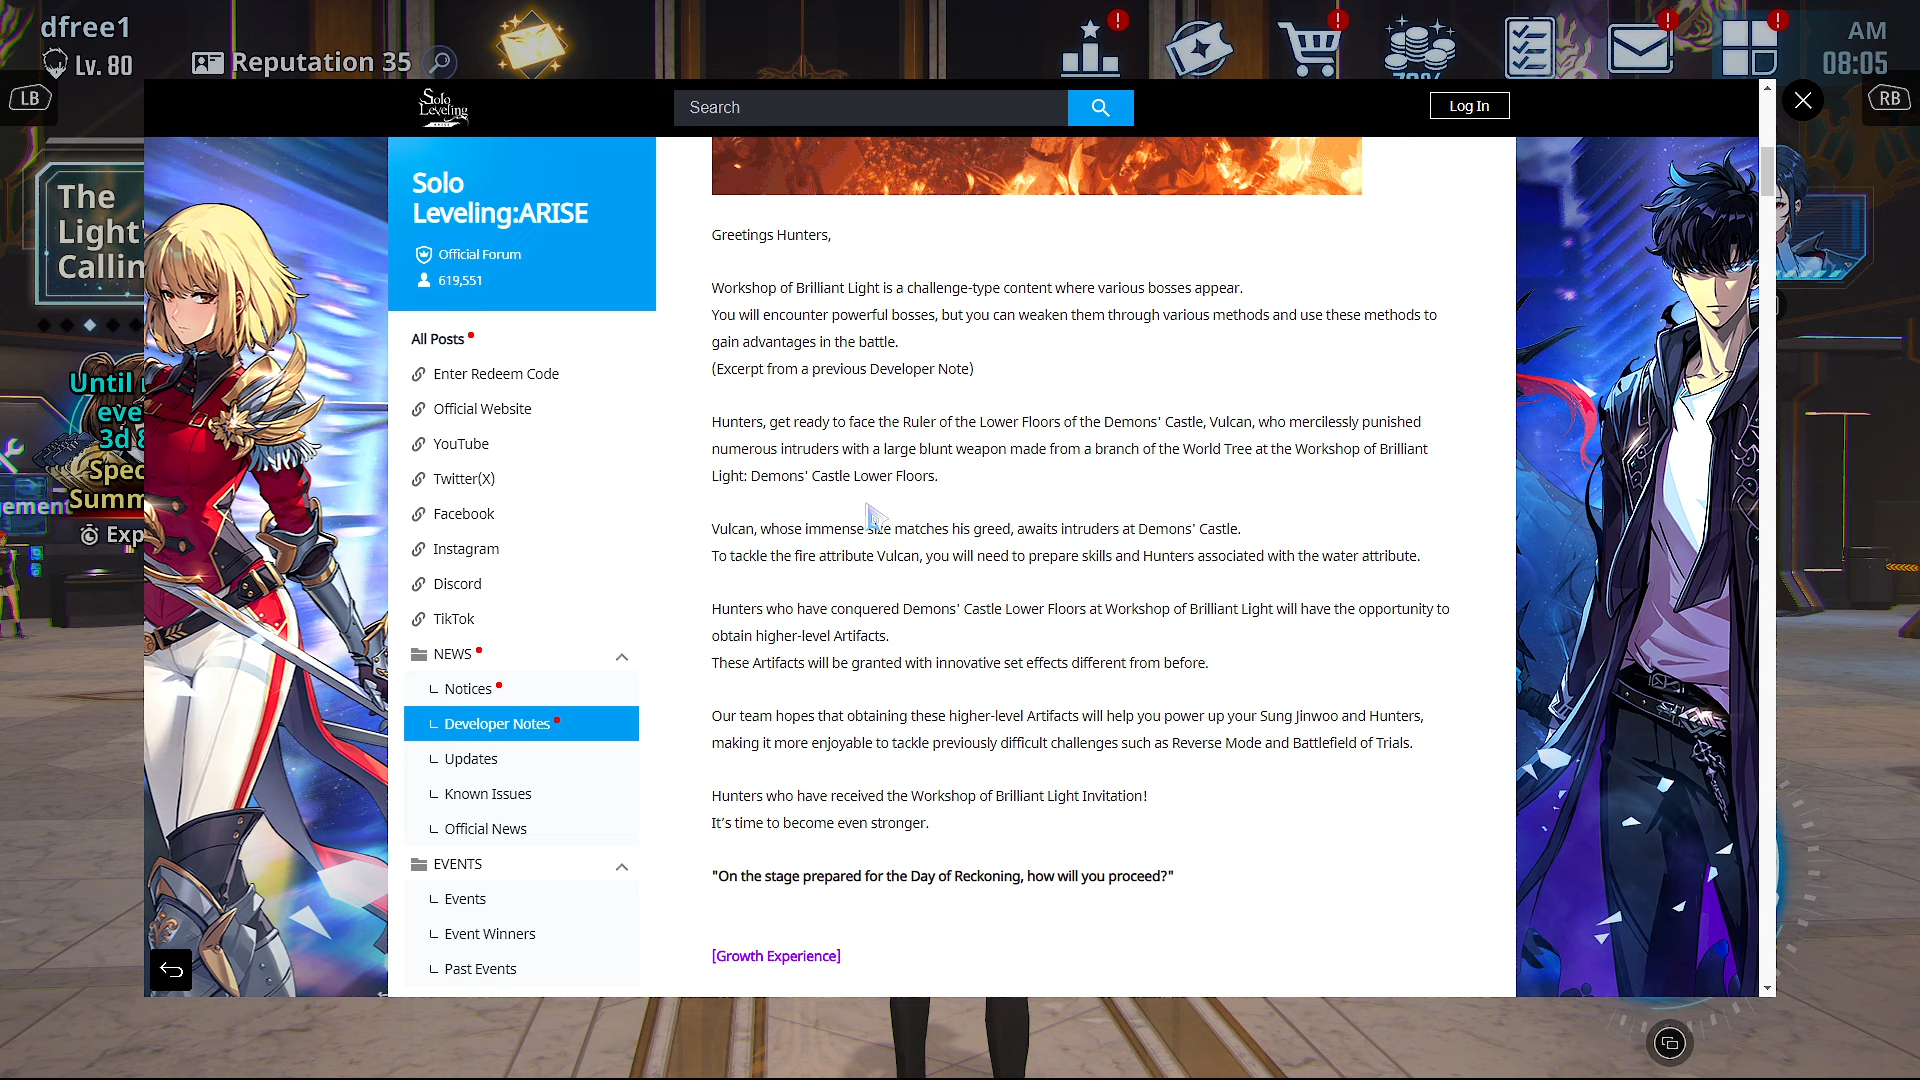 dfree1
Lv. 80
Reputation 35
AM
08:05
LB
RB
Solo
Leveling
Search
Log In
The
Light'
Callin
Until
eve
3d 8
Spec
Summ
ement
Exp
Solo
Leveling:ARISE
Official Forum
619,551
All Posts
Enter Redeem Code
Official Website
YouTube
Twitter(X)
Facebook
Instagram
Discord
TikTok
NEWS
Notices
Developer Notes
Updates
Known Issues
Official News
EVENTS
Events
Event Winners
Past Events
Greetings Hunters,
Workshop of Brilliant Light is a challenge-type content where various bosses appear.
You will encounter powerful bosses, but you can weaken them through various methods and use these methods to
gain advantages in the battle.
(Excerpt from a previous Developer Note)
Hunters, get ready to face the Ruler of the Lower Floors of the Demons' Castle, Vulcan, who mercilessly punished
numerous intruders with a large blunt weapon made from a branch of the World Tree at the Workshop of Brilliant
Light: Demons' Castle Lower Floors.
Vulcan, whose immense size matches his greed, awaits intruders at Demons' Castle.
To tackle the fire attribute Vulcan, you will need to prepare skills and Hunters associated with the water attribute.
Hunters who have conquered Demons' Castle Lower Floors at Workshop of Brilliant Light will have the opportunity to
obtain higher-level Artifacts.
These Artifacts will be granted with innovative set effects different from before.
Our team hopes that obtaining these higher-level Artifacts will help you power up your Sung Jinwoo and Hunters,
making it more enjoyable to tackle previously difficult challenges such as Reverse Mode and Battlefield of Trials.
Hunters who have received the Workshop of Brilliant Light Invitation!
It's time to become even stronger.
"On the stage prepared for the Day of Reckoning, how will you proceed?"
[Growth Experience]